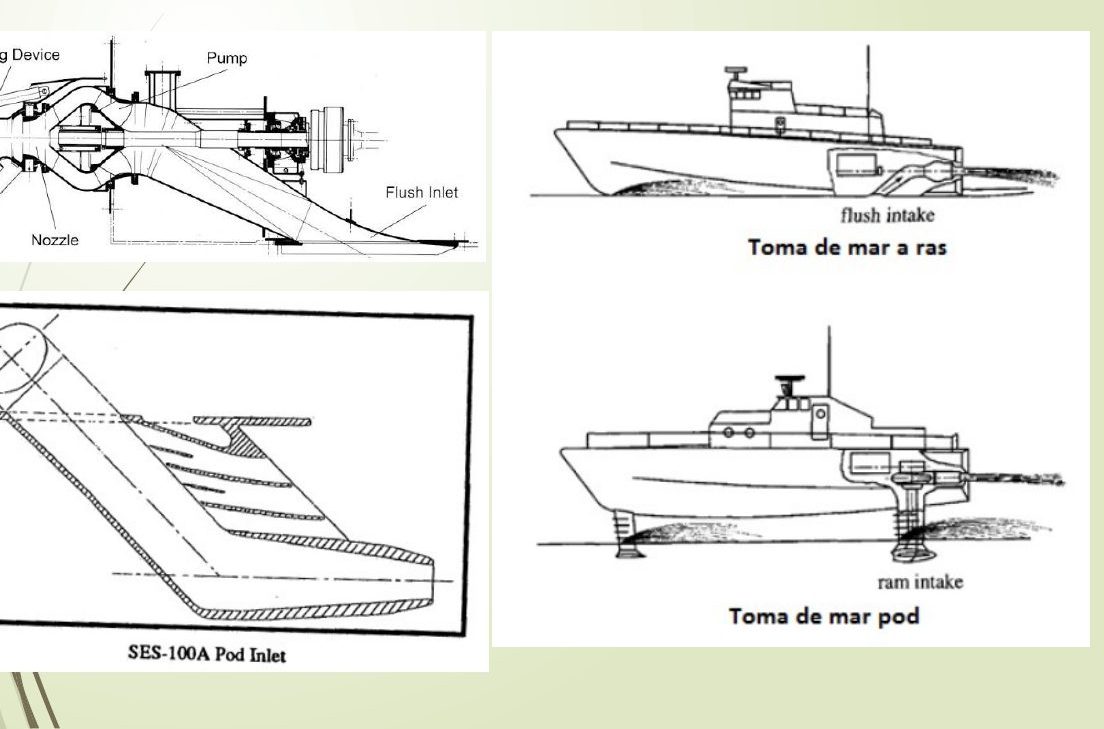 g Device
Pump
Flush Inlet
Nozzle
SES-100A Pod Inlet
flush intake
Toma de mar a ras
ram intake
Toma de mar pod